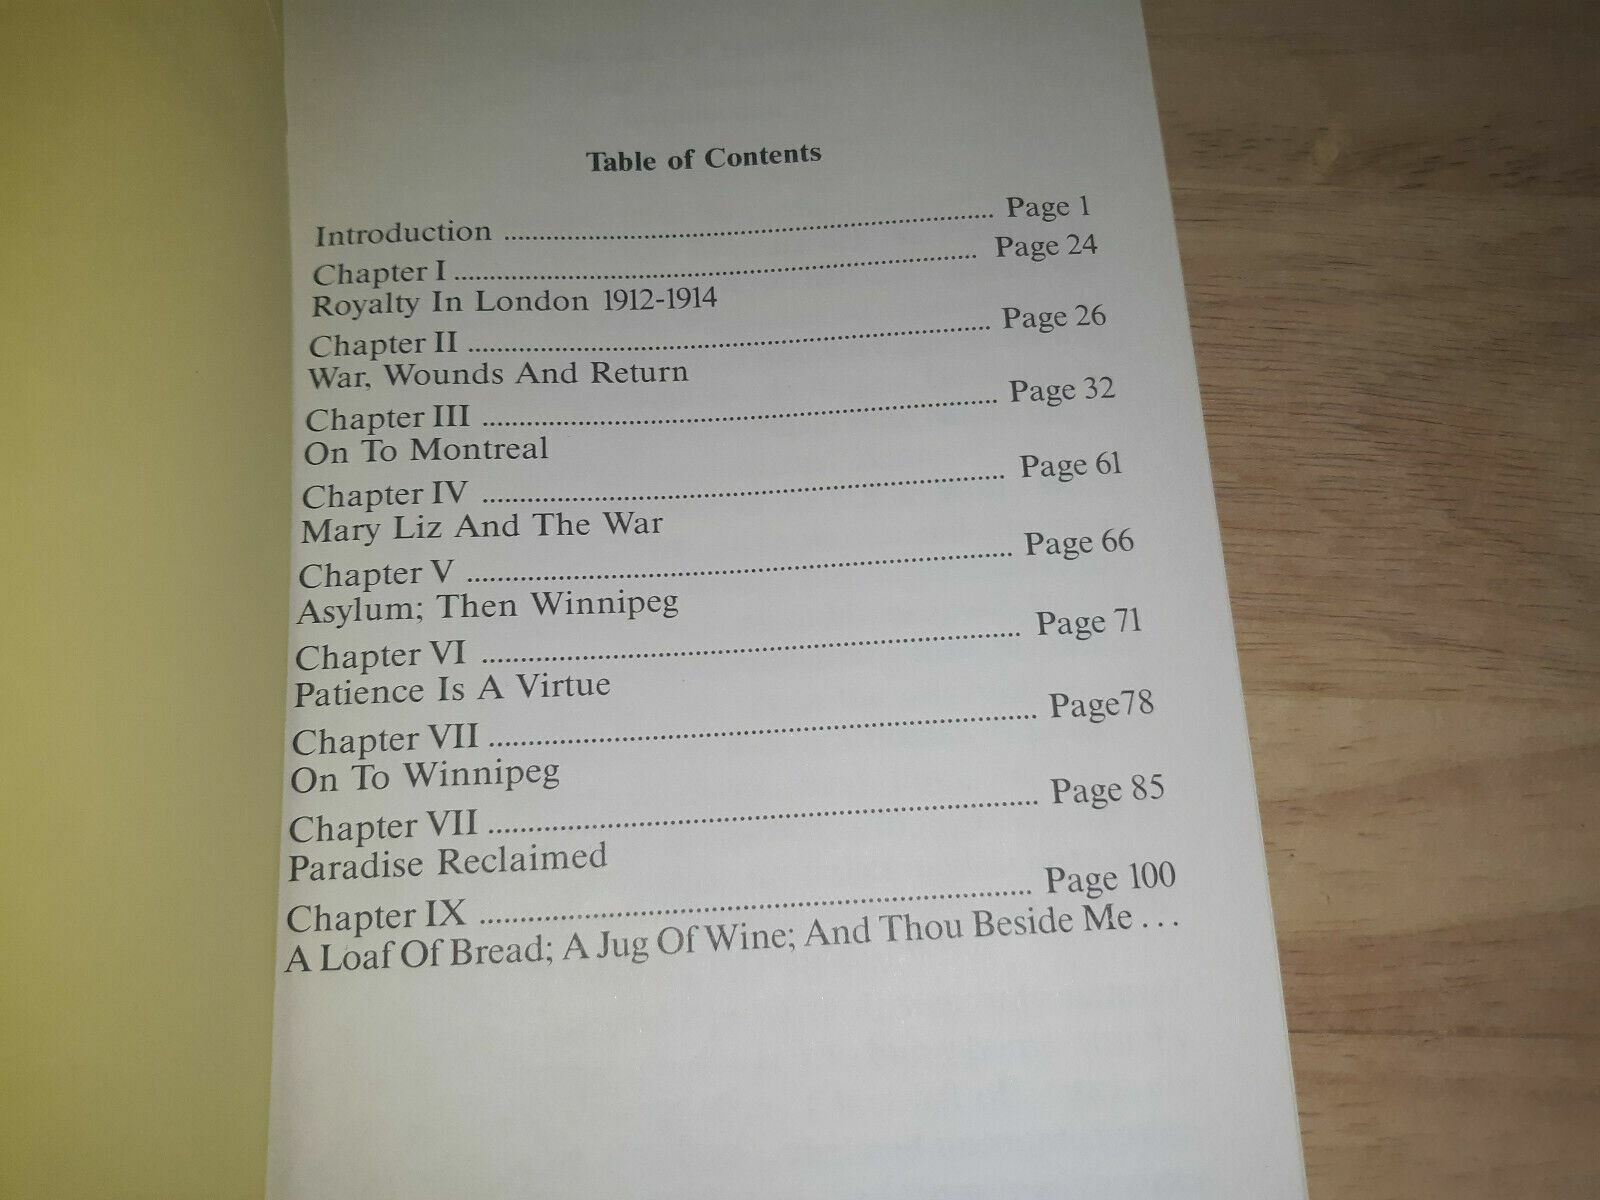 Table of Contents
Introduction ........................................................................ Page 1
Chapter I ............................................................................ Page 24
Royalty In London 1912-1914
Chapter II ........................................................................... Page 26
War, Wounds And Return
Chapter III .......................................................................... Page 32
On To Montreal
Chapter IV .......................................................................... Page 61
Mary Liz And The War
Chapter V ........................................................................... Page 66
Asylum; Then Winnipeg
Chapter VI .......................................................................... Page 71
Patience Is A Virtue
Chapter VII ......................................................................... Page78
On To Winnipeg
Chapter VII ......................................................................... Page 85
Paradise Reclaimed
Chapter IX .......................................................................... Page 100
A Loaf Of Bread; A Jug Of Wine; And Thou Beside Me . . .